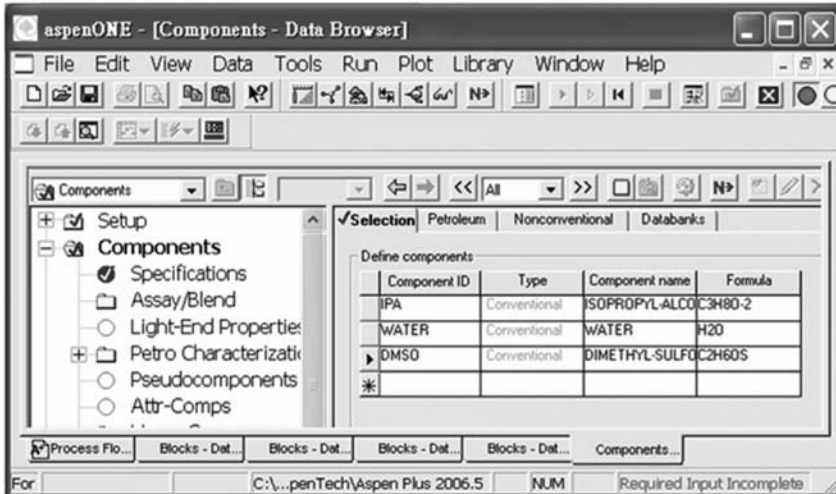 aspenONE - [Components - Data Browser]
File Edit View Data Tools Run Plot Library Window Help
N➔
Components All N➔
Setup
Components
Specifications
Assay/Blend
Light-End Properties
Petro Characterizatio
Pseudocomponents
Attr-Comps
✓Selection Petroleum Nonconventional Databanks
Define components
Component ID Type Component name Formula
IPA Conventional ISOPROPYL-ALCO C3H8O-2
WATER Conventional WATER H2O
DMSO Conventional DIMETHYL-SULFO C2H6OS
Process Flo... Blocks - Dat... Blocks - Dat... Blocks - Dat... Blocks - Dat... Components...
For C:\...penTech\Aspen Plus 2006.5 NUM Required Input Incomplete